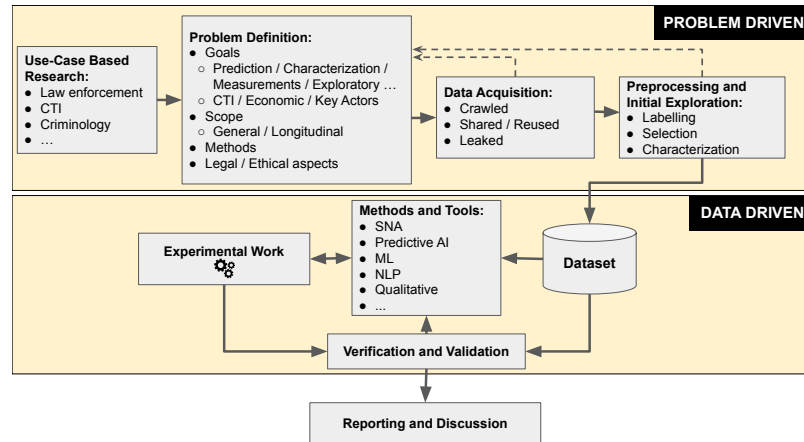 PROBLEM DRIVEN
Use-Case Based
Research:
● Law enforcement
● CTI
● Criminology
● …
Problem Definition:
● Goals
○ Prediction / Characterization /
Measurements / Exploratory …
○ CTI / Economic / Key Actors
● Scope
○ General / Longitudinal
● Methods
● Legal / Ethical aspects
Data Acquisition:
● Crawled
● Shared / Reused
● Leaked
Preprocessing and
Initial Exploration:
● Labelling
● Selection
● Characterization
DATA DRIVEN
Experimental Work
Methods and Tools:
● SNA
● Predictive AI
● ML
● NLP
● Qualitative
● ...
Dataset
Verification and Validation
Reporting and Discussion